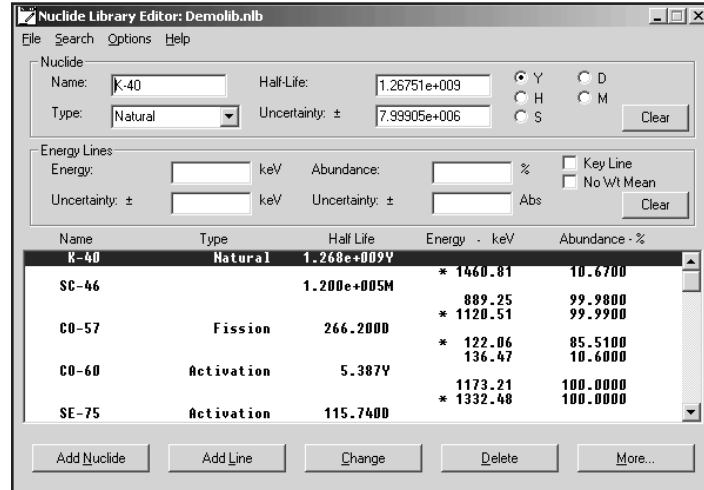 Nuclide Library Editor: Demolib.nlb
File Search Options Help
Nuclide
Name: K-40 Half-Life: 1.26751e+009 Y D
H M
Type: Natural Uncertainty: ± 7.99905e+006 S Clear
Energy Lines
Energy: keV Abundance: % Key Line
No Wt Mean
Uncertainty: ± keV Uncertainty: ± Abs Clear
Name Type Half Life Energy - keV Abundance - %
K-40 Natural 1.268e+009Y
* 1460.81 10.6700
SC-46 1.200e+005M
889.25 99.9800
* 1120.51 99.9900
CO-57 Fission 266.200D
* 122.06 85.5100
136.47 10.6000
CO-60 Activation 5.387Y
1173.21 100.0000
* 1332.48 100.0000
SE-75 Activation 115.740D
Add Nuclide Add Line Change Delete More...